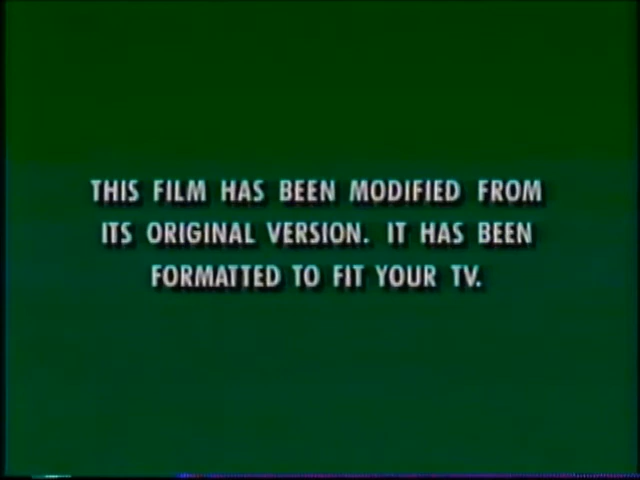 THIS FILM HAS BEEN MODIFIED FROM
ITS ORIGINAL VERSION. IT HAS BEEN
FORMATTED TO FIT YOUR TV.